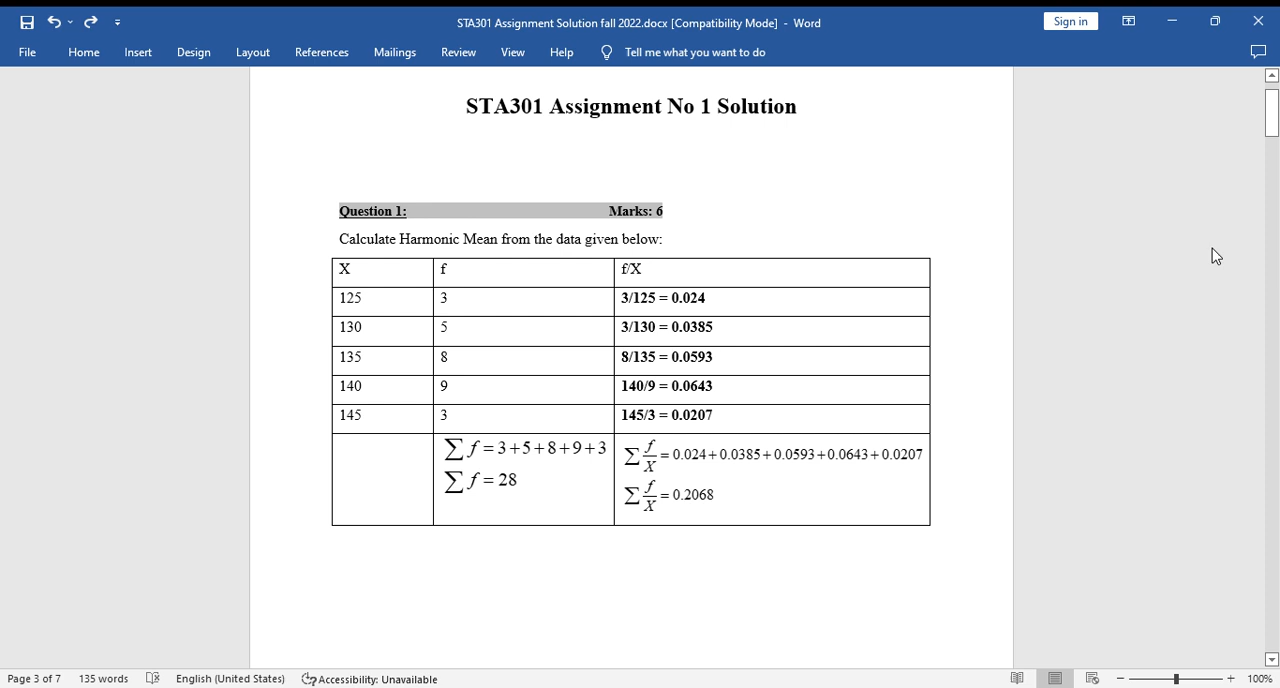 STA301 Assignment Solution fall 2022.docx [Compatibility Mode] - Word
Sign in
File Home Insert Design Layout References Mailings Review View Help Tell me what you want to do
STA301 Assignment No 1 Solution
Question 1: Marks: 6
Calculate Harmonic Mean from the data given below:
X f f/X
125 3 3/125 = 0.024
130 5 3/130 = 0.0385
135 8 8/135 = 0.0593
140 9 140/9 = 0.0643
145 3 145/3 = 0.0207
∑ f = 3+5+8+9+3 ∑ f/X = 0.024+0.0385+0.0593+0.0643+0.0207
∑ f = 28 ∑ f/X = 0.2068
Page 3 of 7 135 words English (United States) Accessibility: Unavailable 100%